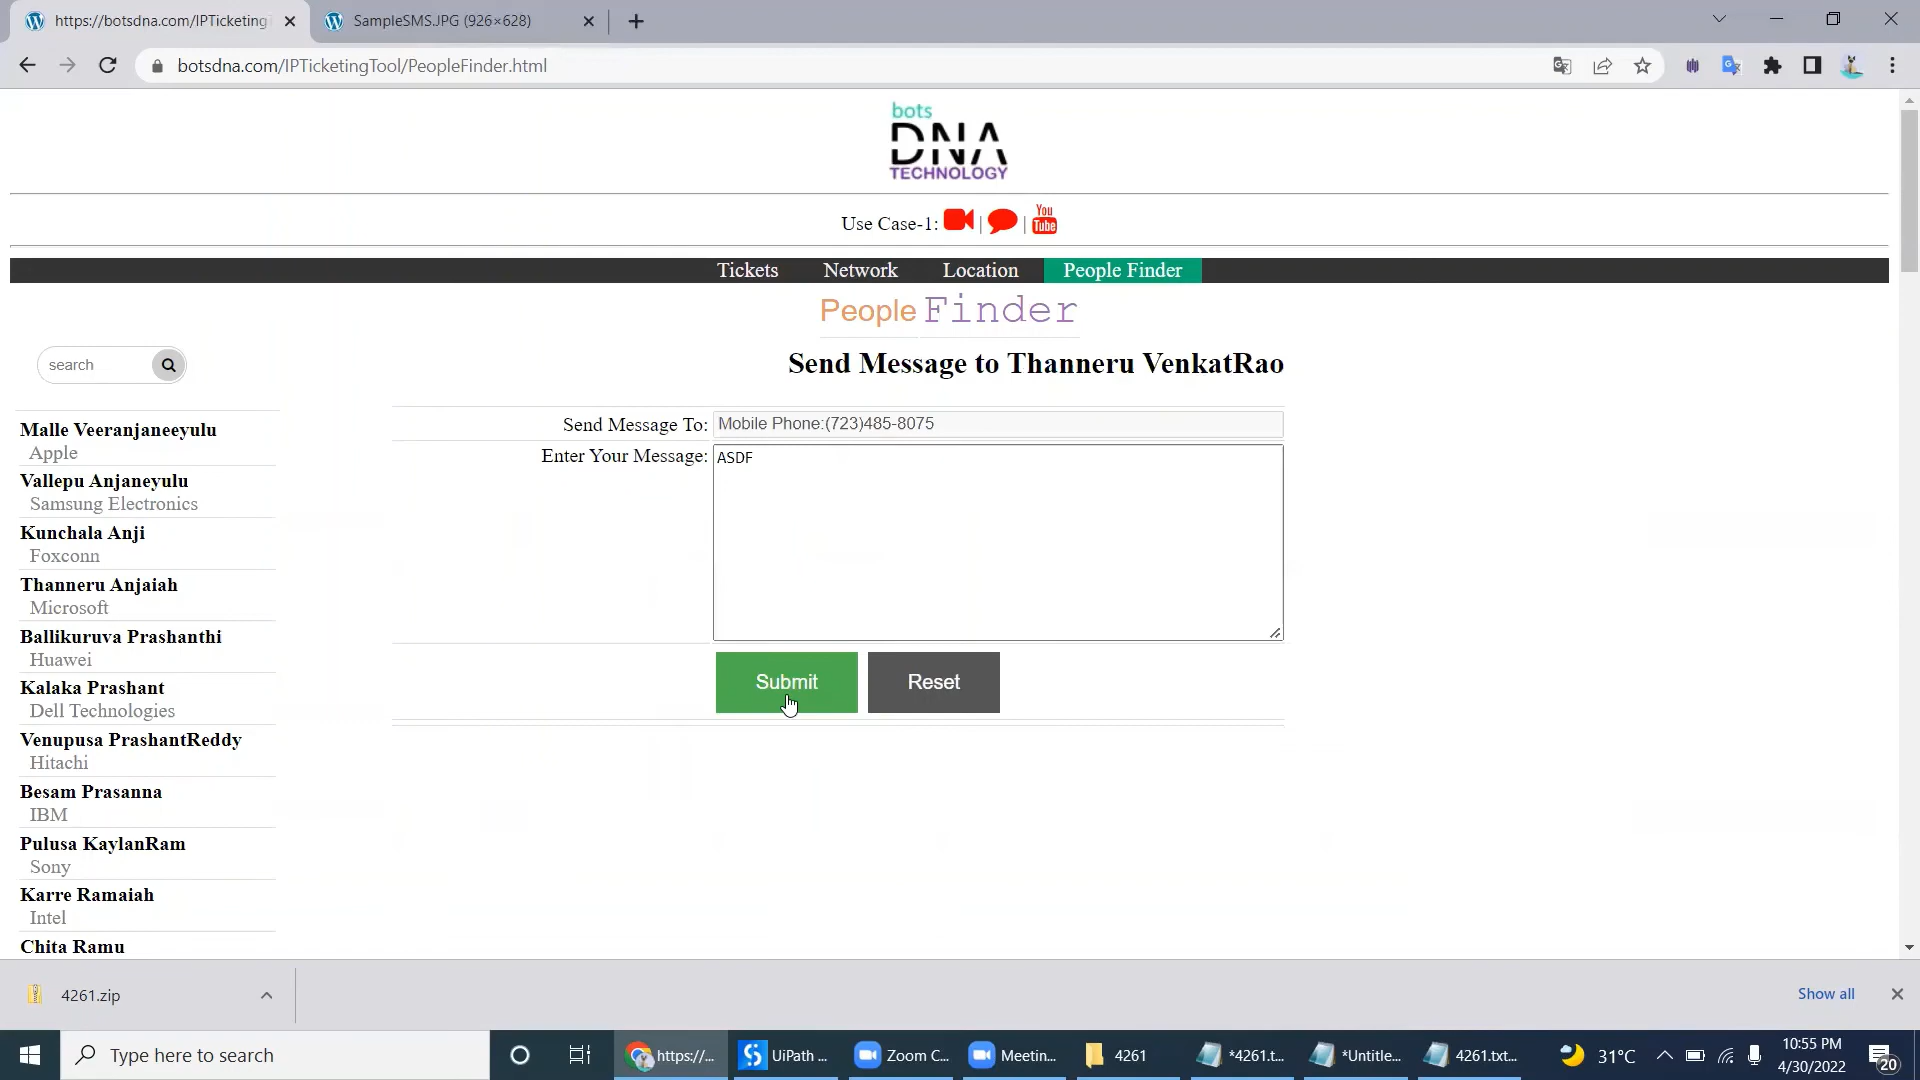 https://botsdna.com/IPTicketing
SampleSMS.JPG (926×628)
botsdna.com/IPTicketingTool/PeopleFinder.html
bots
DNA
TECHNOLOGY
Use Case-1: | |
You
Tube
Tickets Network Location People Finder
People Finder
search
Send Message to Thanneru VenkatRao
Send Message To: Mobile Phone:(723)485-8075
Enter Your Message: ASDF
Submit Reset
Malle Veeranjaneeyulu
Apple
Vallepu Anjaneyulu
Samsung Electronics
Kunchala Anji
Foxconn
Thanneru Anjaiah
Microsoft
Ballikuruva Prashanthi
Huawei
Kalaka Prashant
Dell Technologies
Venupusa PrashantReddy
Hitachi
Besam Prasanna
IBM
Pulusa KaylanRam
Sony
Karre Ramaiah
Intel
Chita Ramu
4261.zip
Show all
Type here to search
https://...
UiPath ...
Zoom C...
Meetin...
4261
*4261.t...
*Untitle...
4261.txt...
31°C
10:55 PM
4/30/2022
20